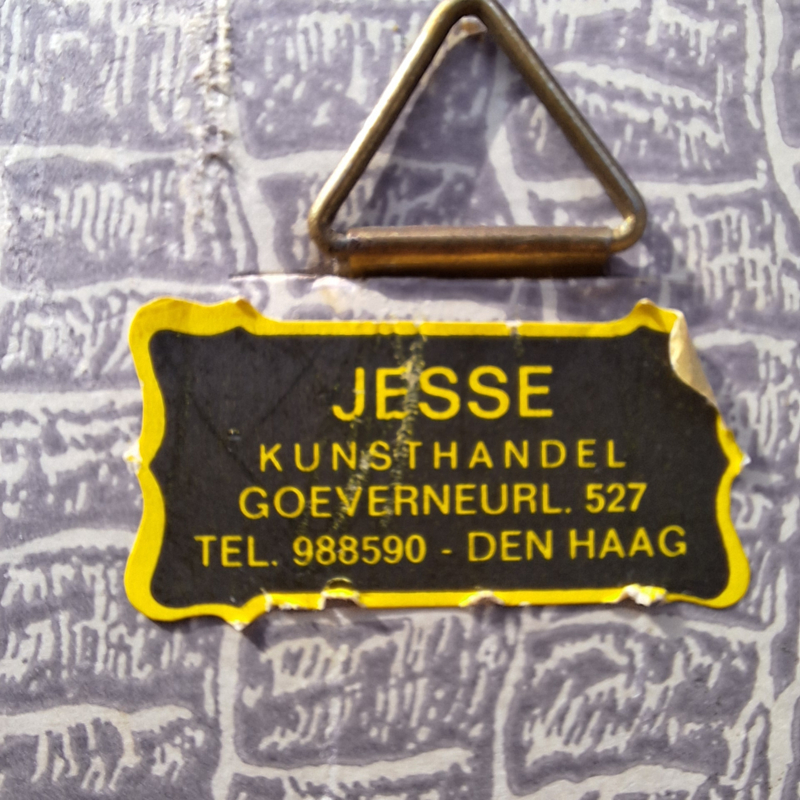 JESSE
KUNSTHANDEL
GOEVERNEURL. 527
TEL. 988590 - DEN HAAG